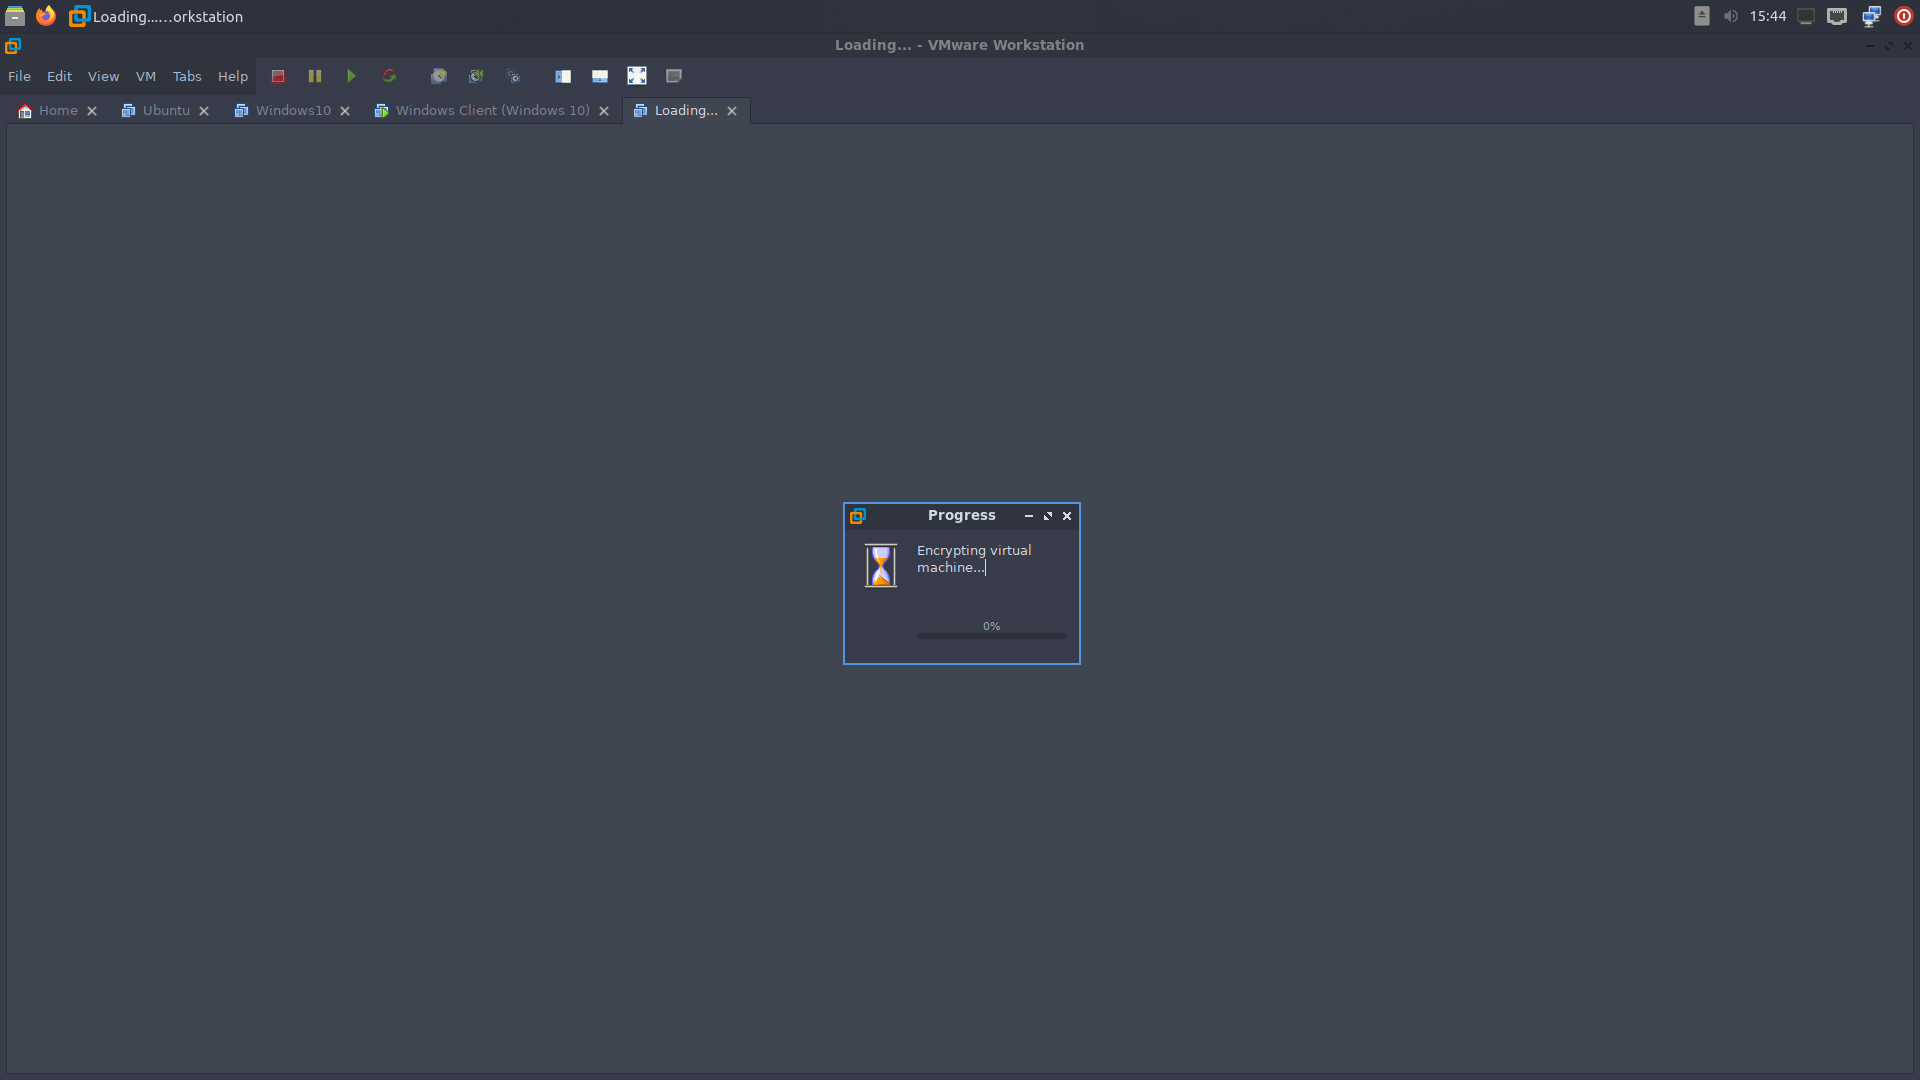 Loading......orkstation
15:44
Loading... - VMware Workstation
File Edit View VM Tabs Help
Home Ubuntu Windows10 Windows Client (Windows 10) Loading...
Progress
Encrypting virtual
machine...
0%